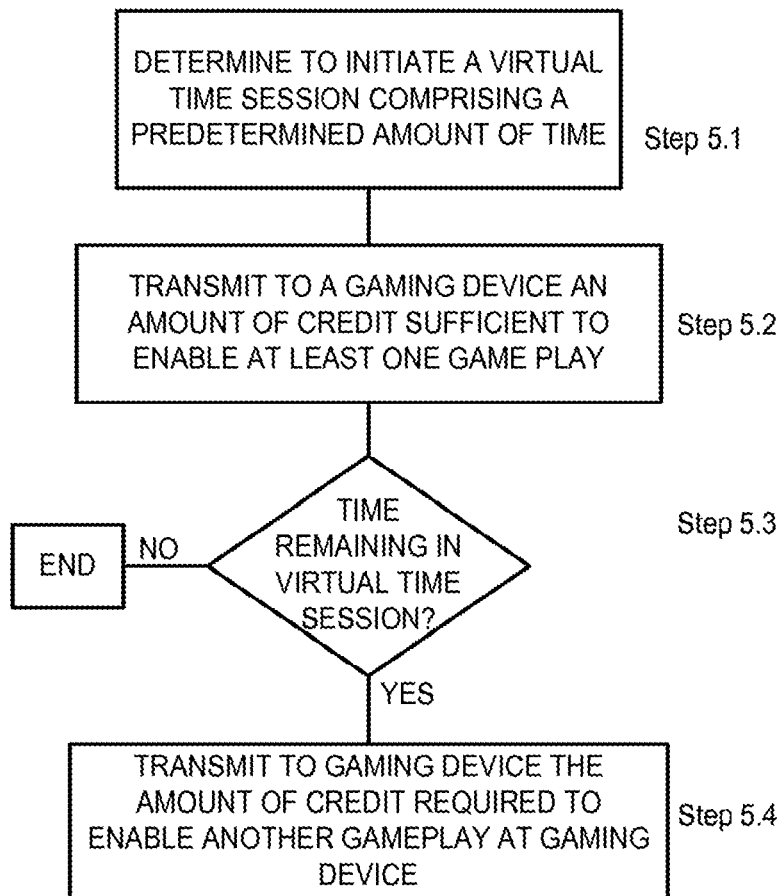 DETERMINE TO INITIATE A VIRTUAL
TIME SESSION COMPRISING A
PREDETERMINED AMOUNT OF TIME
Step 5.1
TRANSMIT TO A GAMING DEVICE AN
AMOUNT OF CREDIT SUFFICIENT TO
ENABLE AT LEAST ONE GAME PLAY
Step 5.2
TIME
REMAINING IN
VIRTUAL TIME
SESSION?
Step 5.3
NO
END
YES
TRANSMIT TO GAMING DEVICE THE
AMOUNT OF CREDIT REQUIRED TO
ENABLE ANOTHER GAMEPLAY AT GAMING
DEVICE
Step 5.4